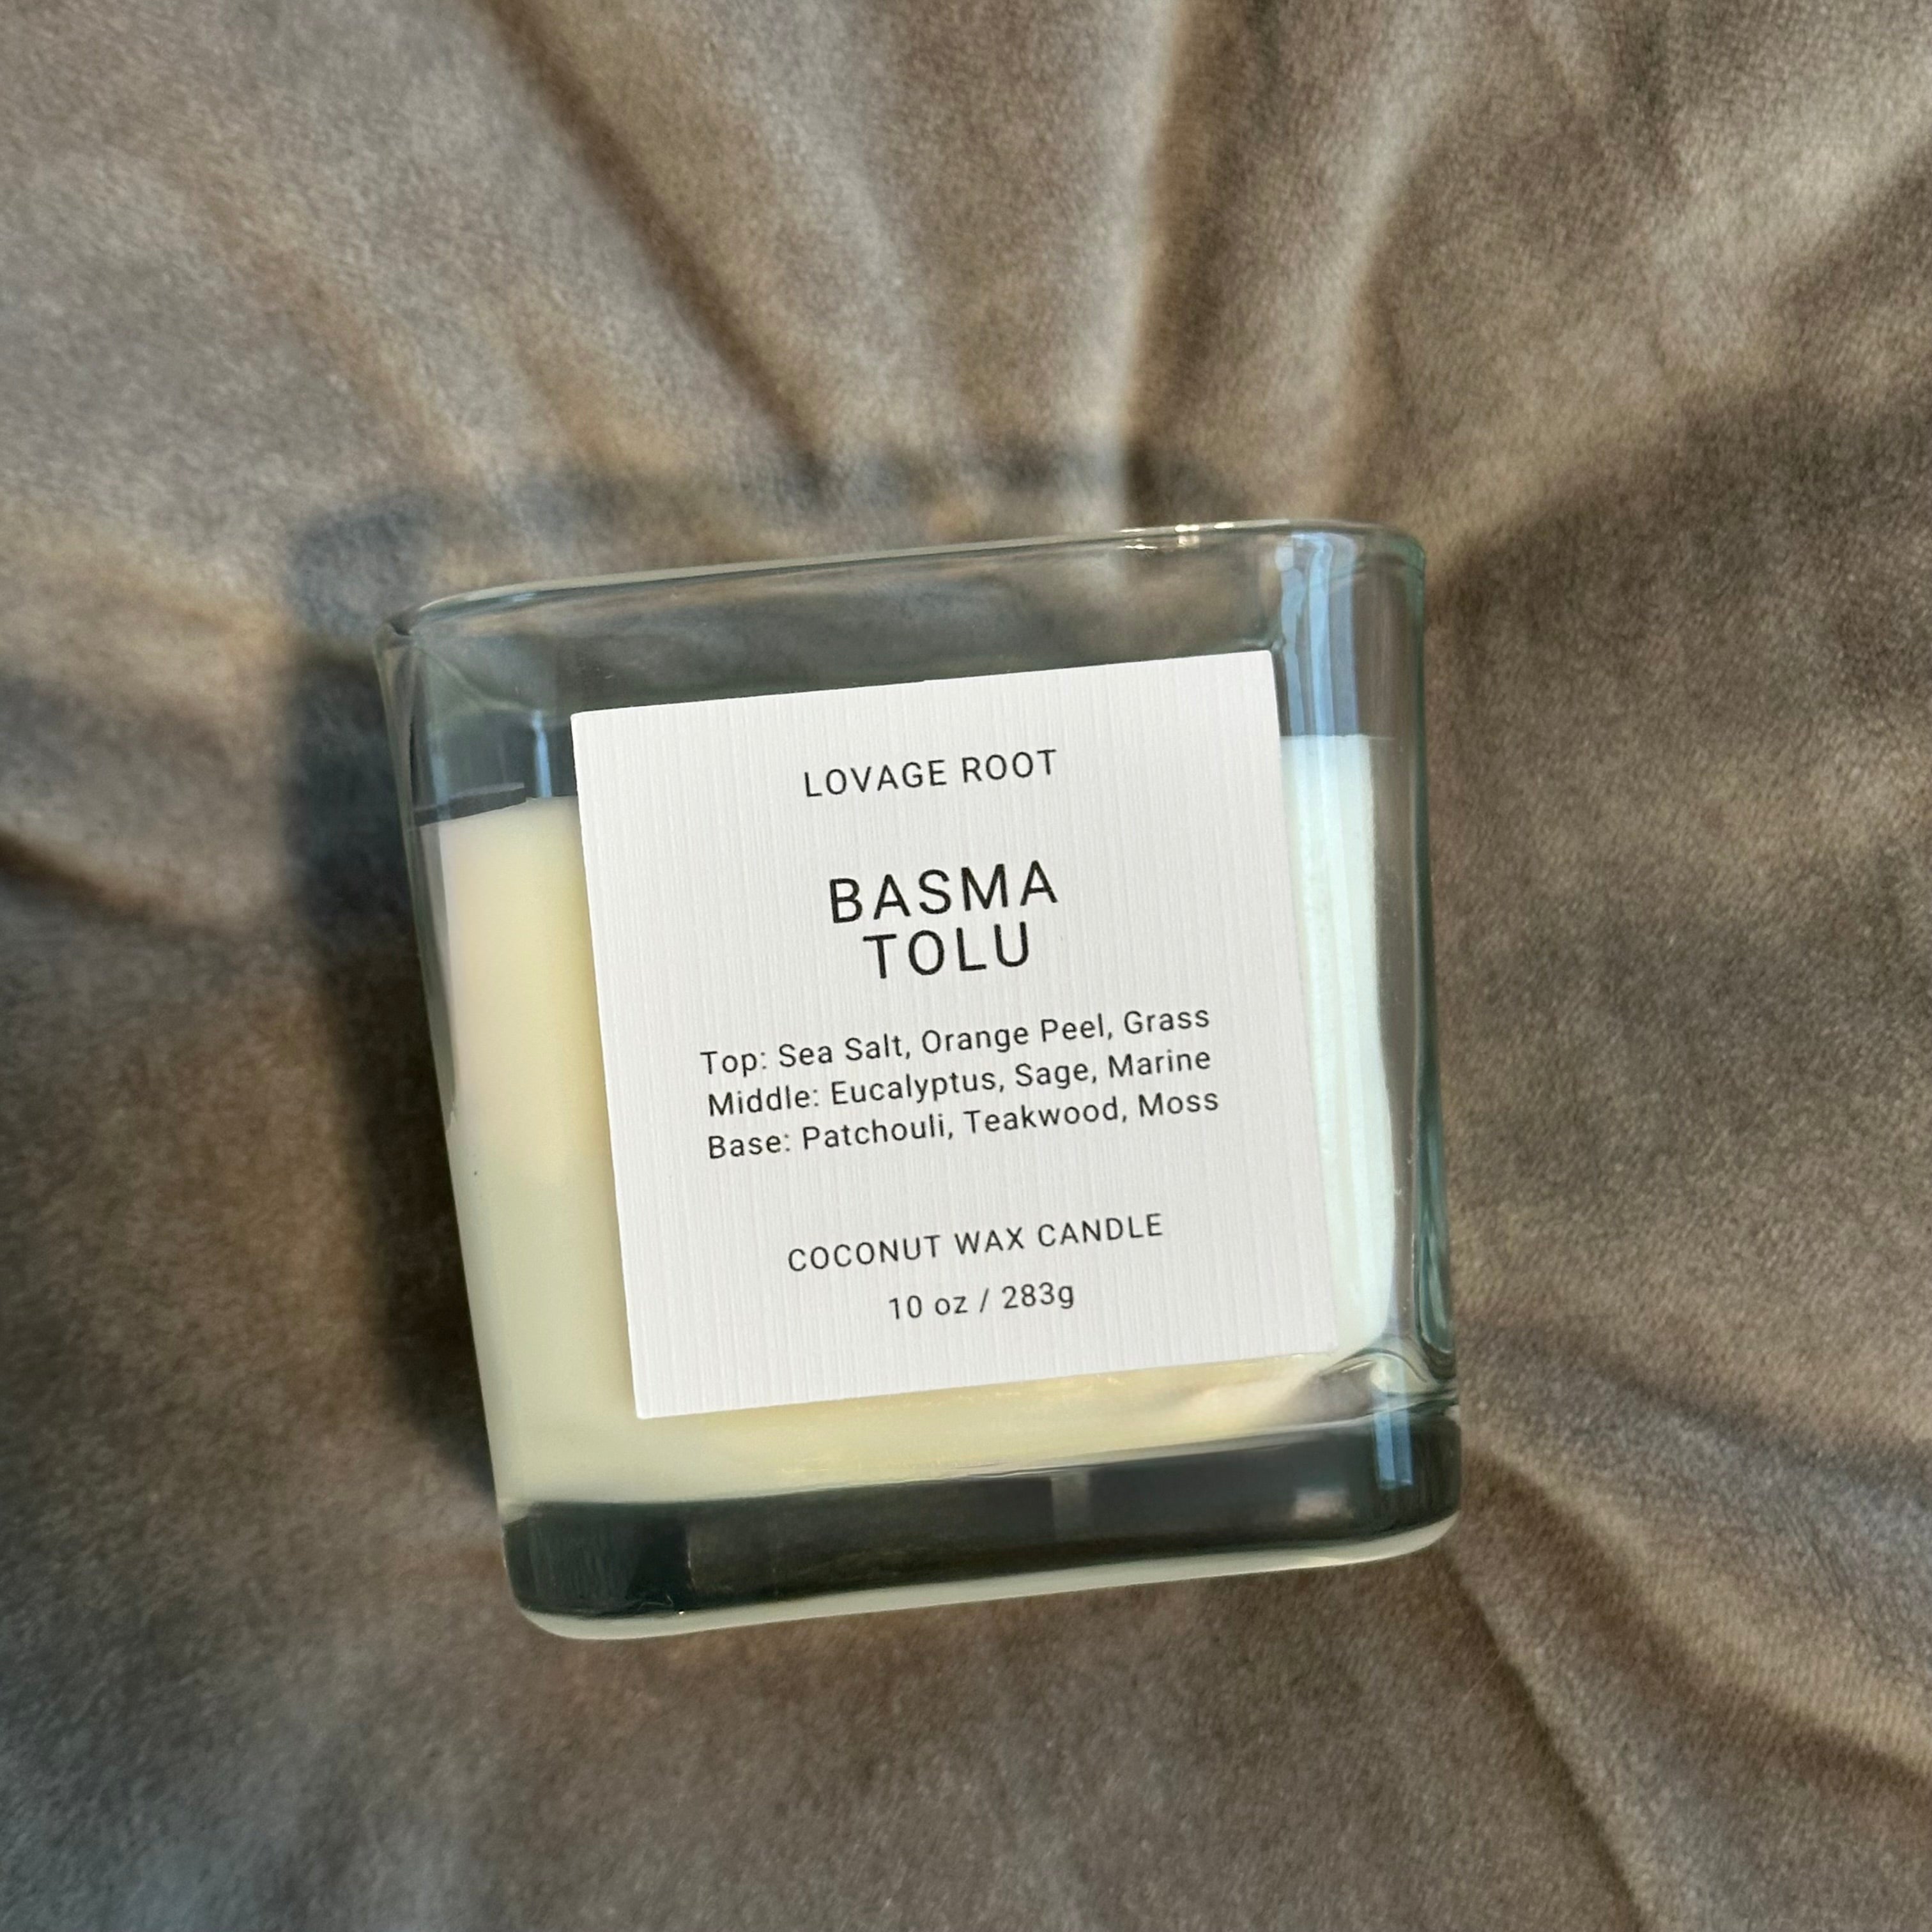 LOVAGE ROOT
BASMA
TOLU
Top: Sea Salt, Orange Peel, Grass
Middle: Eucalyptus, Sage, Marine
Base: Patchouli, Teakwood, Moss
COCONUT WAX CANDLE
10 oz / 283g